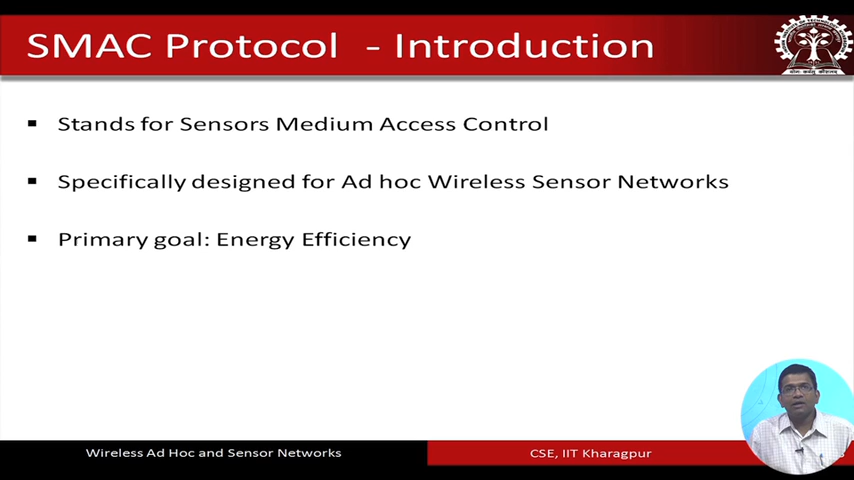 SMAC Protocol - Introduction
Stands for Sensors Medium Access Control
Specifically designed for Ad hoc Wireless Sensor Networks
Primary goal: Energy Efficiency
Wireless Ad Hoc and Sensor Networks
CSE, IIT Kharagpur